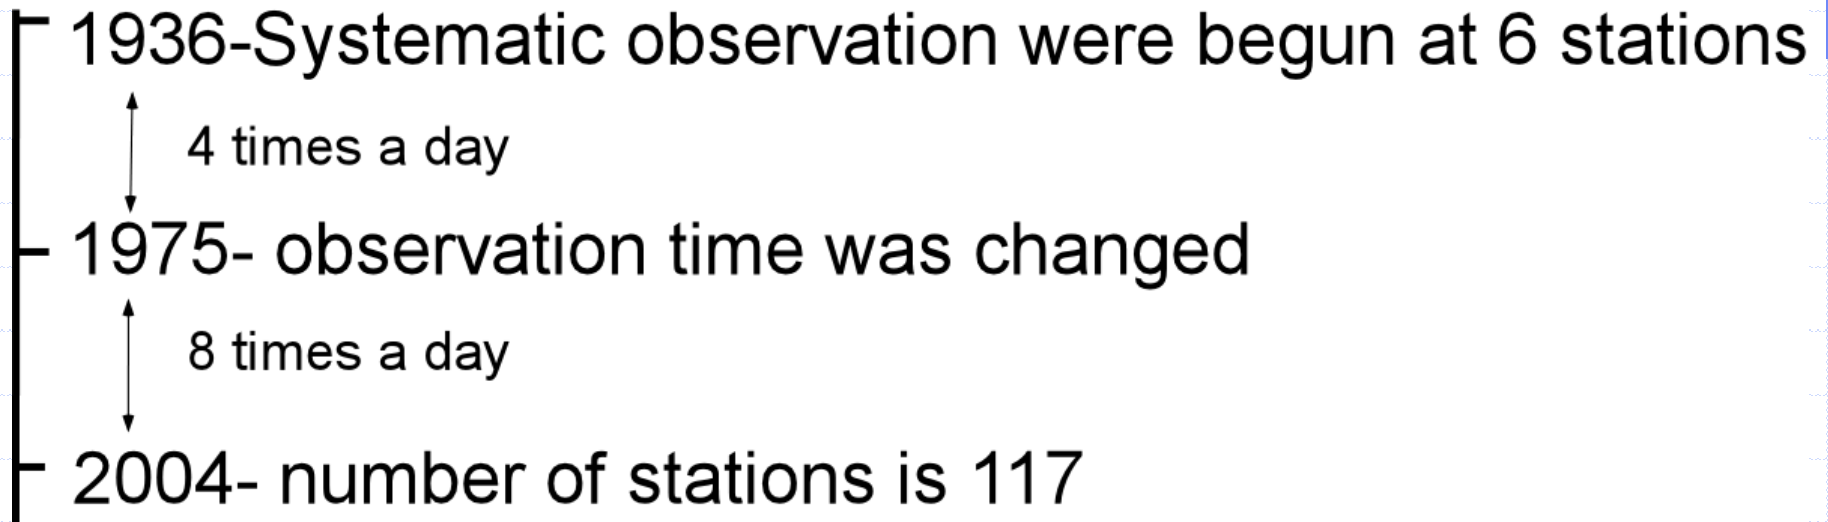 1936-Systematic observation were begun at 6 stations
4 times a day
1975- observation time was changed
8 times a day
2004- number of stations is 117